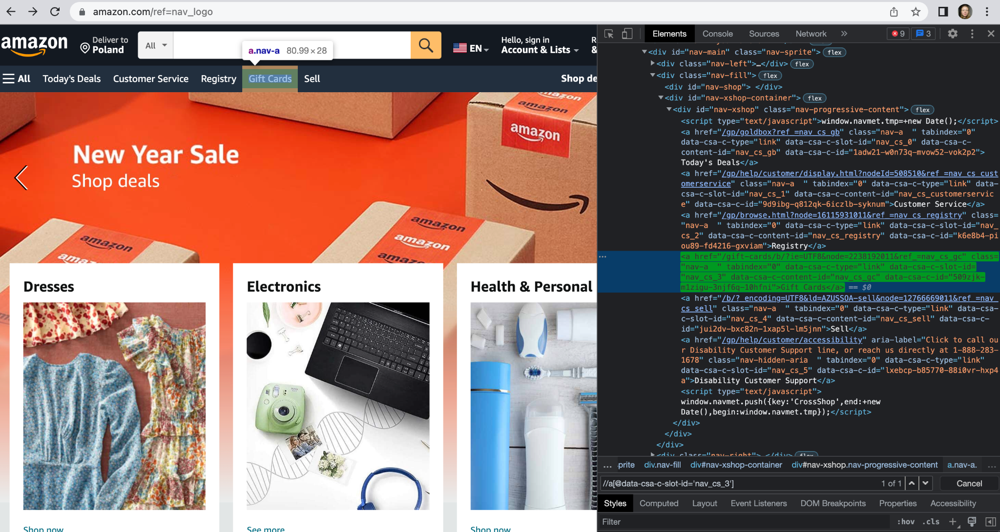 amazon.com/ref=nav_logo
amazon
Deliver to
Poland
All
a.nav-a 80.99 × 28
EN
Hello, sign in
Account & Lists
R
&
All
Today's Deals
Customer Service
Registry
Gift Cards
Sell
Shop de
New Year Sale
Shop deals
amazon
amazon
amazon
amazon
amazon
amazon
amazon
Dresses
Electronics
Health & Personal
Shop now
See more
Shop now
Elements
Console
Sources
Network
9
3
<div id="nav-main" class="nav-sprite"> flex
<div class="nav-left">…</div> flex
<div class="nav-fill"> flex
<div id="nav-shop"> </div>
<div id="nav-xshop-container"> flex
<div id="nav-xshop" class="nav-progressive-content"> flex
<script type="text/javascript">window.navmet.tmp=+new Date();</script>
<a href="/gp/goldbox?ref_=nav_cs_gb" class="nav-a  " tabindex="0"
data-csa-c-type="link" data-csa-c-slot-id="nav_cs_0" data-csa-c-
content-id="nav_cs_gb" data-csa-c-id="1adw21-w0n73q-mvow52-vok2p2">
Today's Deals</a>
<a href="/gp/help/customer/display.html?nodeId=508510&ref_=nav_cs_cust
omerservice" class="nav-a  " tabindex="0" data-csa-c-type="link" data-
csa-c-slot-id="nav_cs_1" data-csa-c-content-id="nav_cs_customerservic
e" data-csa-c-id="9d9ibg-q812qk-6iczlb-syknum">Customer Service</a>
<a href="/gp/browse.html?node=16115931011&ref_=nav_cs_registry" class=
"nav-a  " tabindex="0" data-csa-c-type="link" data-csa-c-slot-id="nav_
cs_2" data-csa-c-content-id="nav_cs_registry" data-csa-c-id="k6e8b4-pi
ou89-fd4216-gxviam">Registry</a>
<a href="/gift-cards/b/?ie=UTF8&node=2238192011&ref_=nav_cs_gc" class=
"nav-a  " tabindex="0" data-csa-c-type="link" data-csa-c-slot-id=
"nav_cs_3" data-csa-c-content-id="nav_cs_gc" data-csa-c-id="509zjk-
m1zigu-3njf6q-10hfni">Gift Cards</a> == $0
<a href="/b/?_encoding=UTF8&ld=AZUSSOA-sell&node=12766669011&ref_=nav_
cs_sell" class="nav-a  " tabindex="0" data-csa-c-type="link" data-csa-
c-slot-id="nav_cs_4" data-csa-c-content-id="nav_cs_sell" data-csa-c-
id="jui2dv-bxc82n-1xap5l-lm5jnn">Sell</a>
<a href="/gp/help/customer/accessibility" aria-label="Click to call ou
r Disability Customer Support line, or reach us directly at 1-888-283-
1678" class="nav-hidden-aria  " tabindex="0" data-csa-c-type="link"
data-csa-c-slot-id="nav_cs_5" data-csa-c-id="lxebcp-b85770-88i0vr-hxp4
a">Disability Customer Support</a>
<script type="text/javascript">
window.navmet.push({key:'CrossShop',end:+new
Date(),begin:window.navmet.tmp});</script>
</div>
</div>
</div>
<div class="nav-right">…</div> flex
… :prite div.nav-fill div#nav-xshop-container div#nav-xshop.nav-progressive-content a.nav-a. …
//a[@data-csa-c-slot-id='nav_cs_3']
1 of 1
Cancel
Styles
Computed
Layout
Event Listeners
DOM Breakpoints
Properties
Accessibility
Filter
:hov
.cls